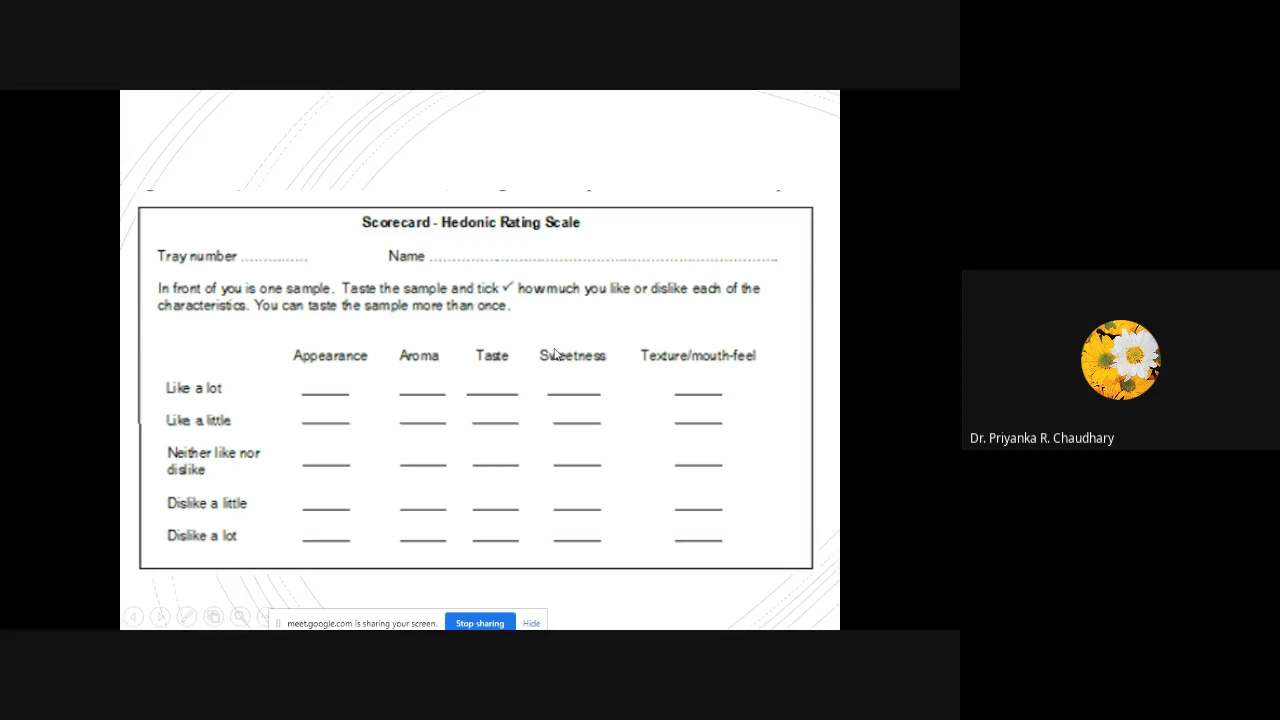 Scorecard - Hedonic Rating Scale
Tray number ............... Name ...............................................................................
In front of you is one sample. Taste the sample and tick ✓ how much you like or dislike each of the
characteristics. You can taste the sample more than once.
Appearance Aroma Taste Sweetness Texture/mouth-feel
Like a lot
Like a little
Neither like nor
dislike
Dislike a little
Dislike a lot
Dr. Priyanka R. Chaudhary
meet.google.com is sharing your screen. Stop sharing Hide